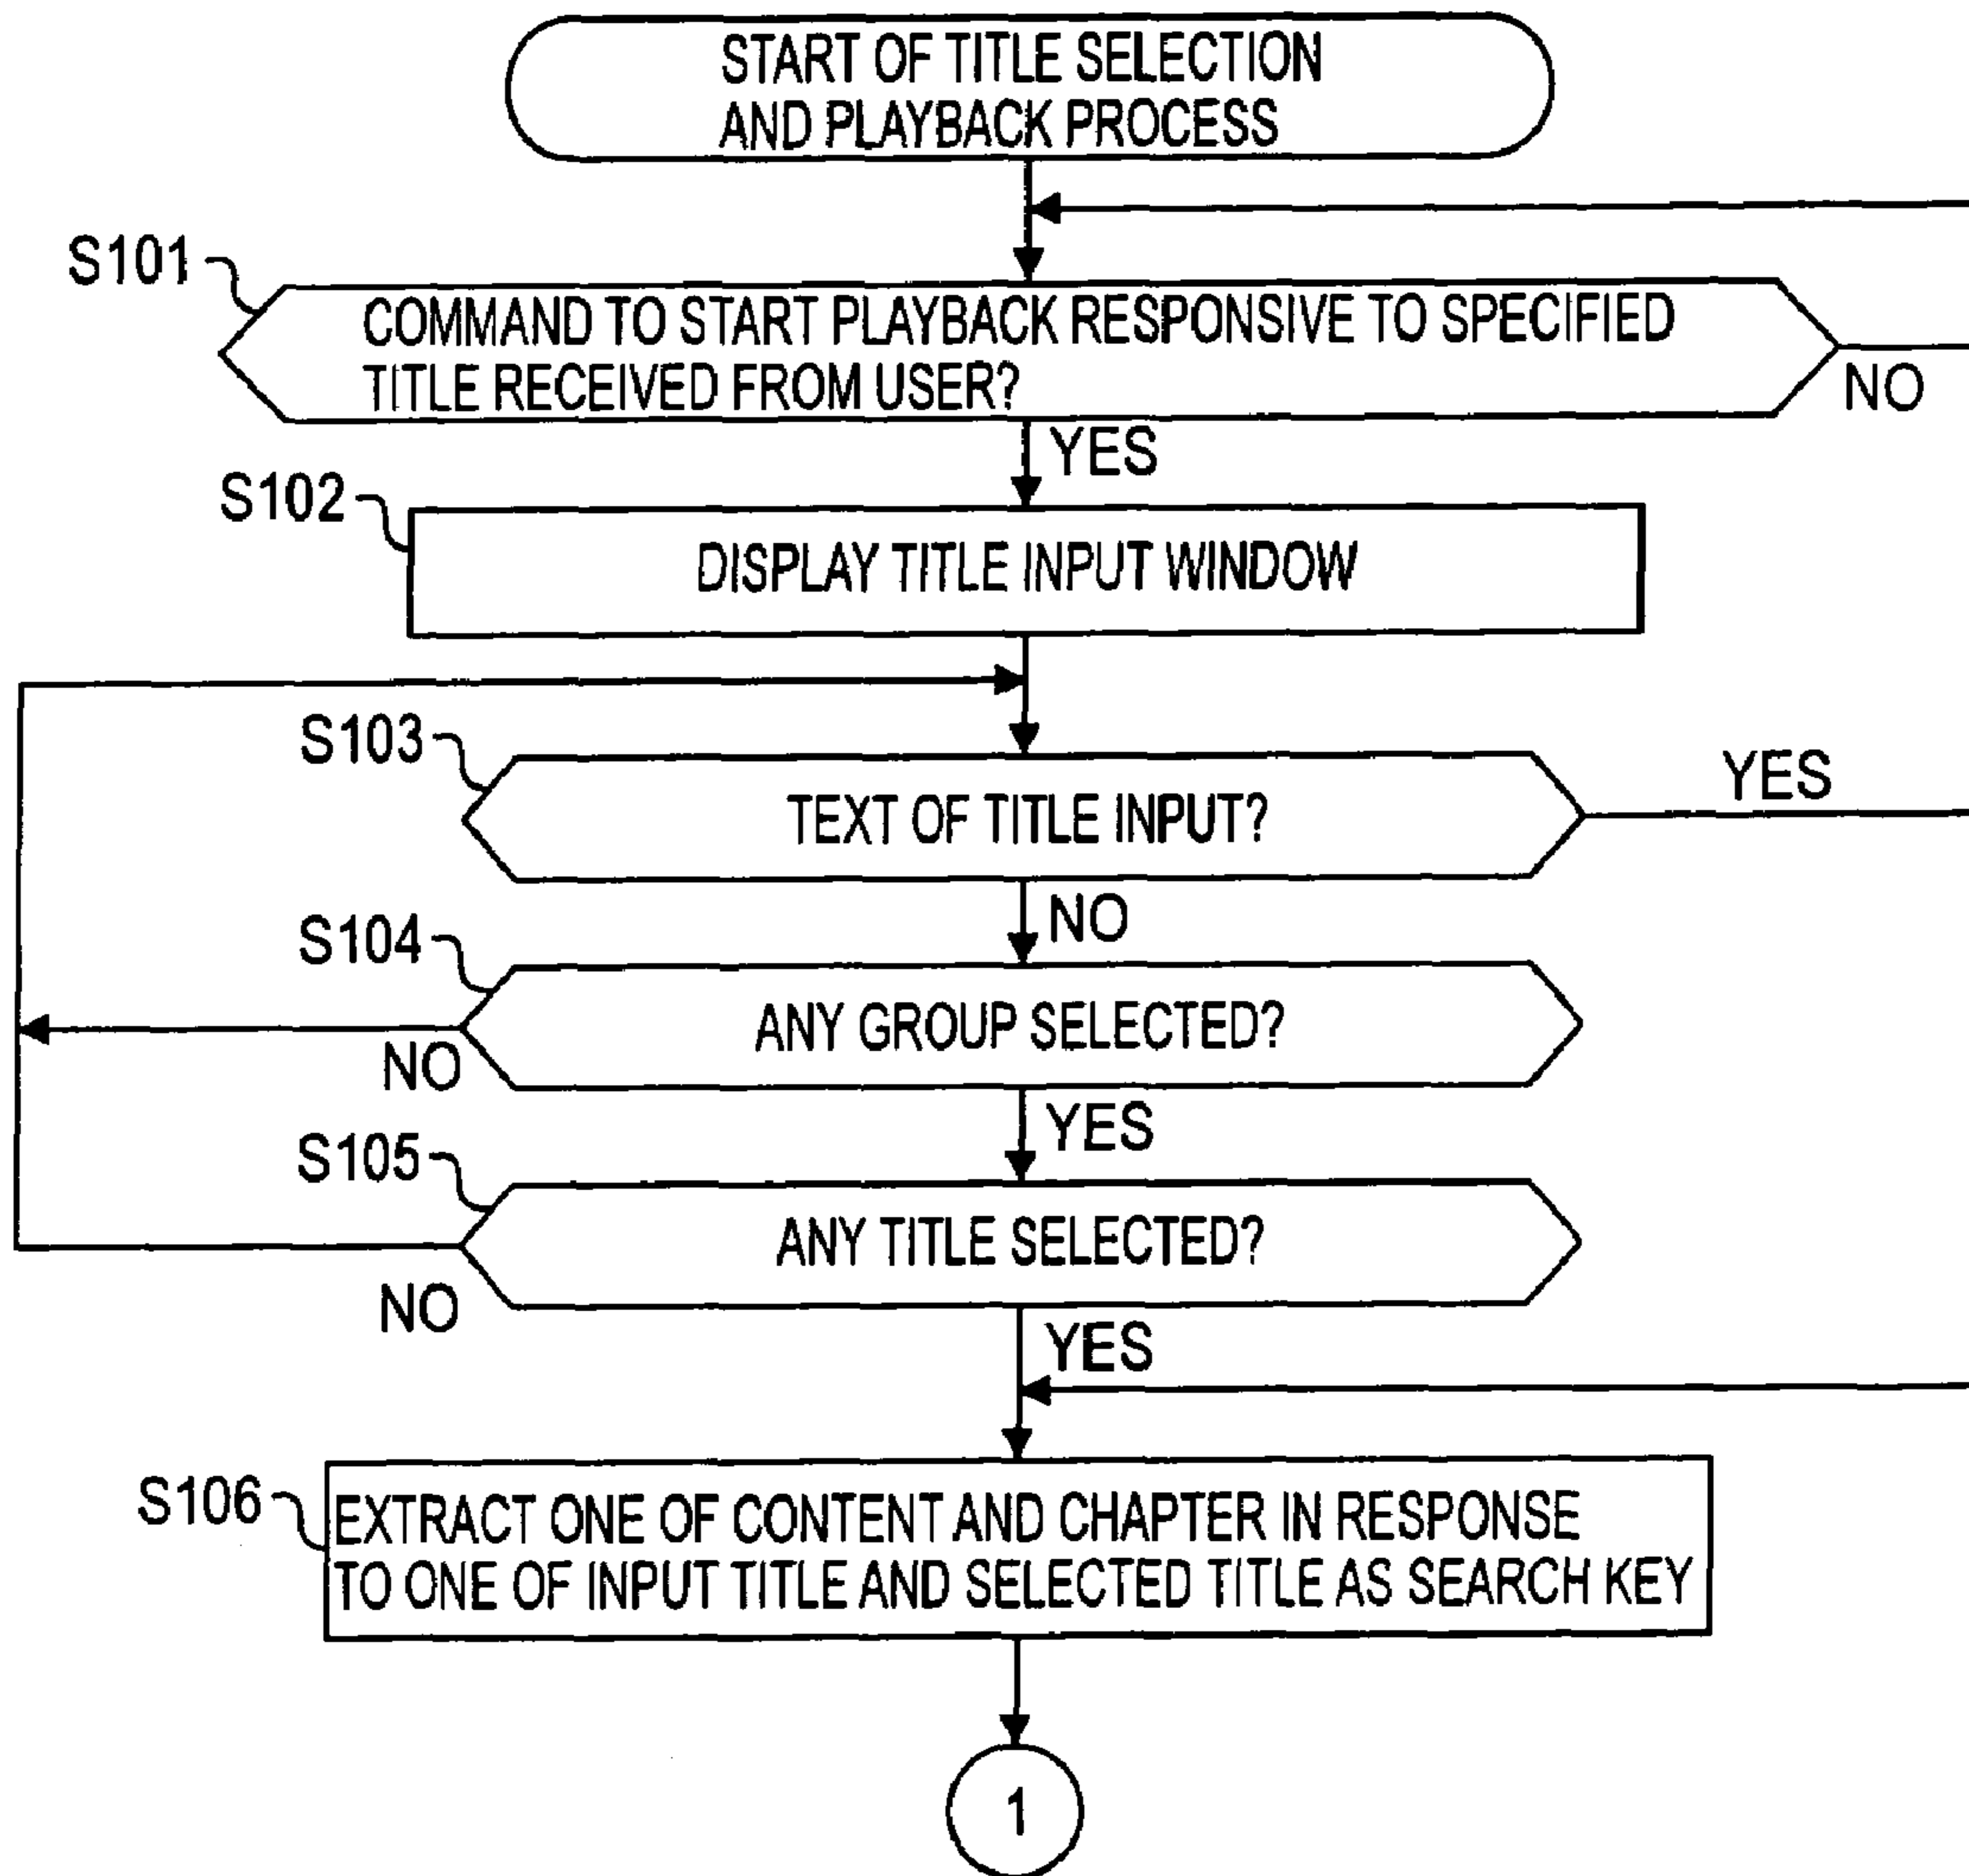 START OF TITLE SELECTION
AND PLAYBACK PROCESS
S101
COMMAND TO START PLAYBACK RESPONSIVE TO SPECIFIED
TITLE RECEIVED FROM USER?
NO
YES
S102
DISPLAY TITLE INPUT WINDOW
S103
TEXT OF TITLE INPUT?
YES
NO
S104
ANY GROUP SELECTED?
NO
YES
S105
ANY TITLE SELECTED?
NO
YES
S106
EXTRACT ONE OF CONTENT AND CHAPTER IN RESPONSE
TO ONE OF INPUT TITLE AND SELECTED TITLE AS SEARCH KEY
1